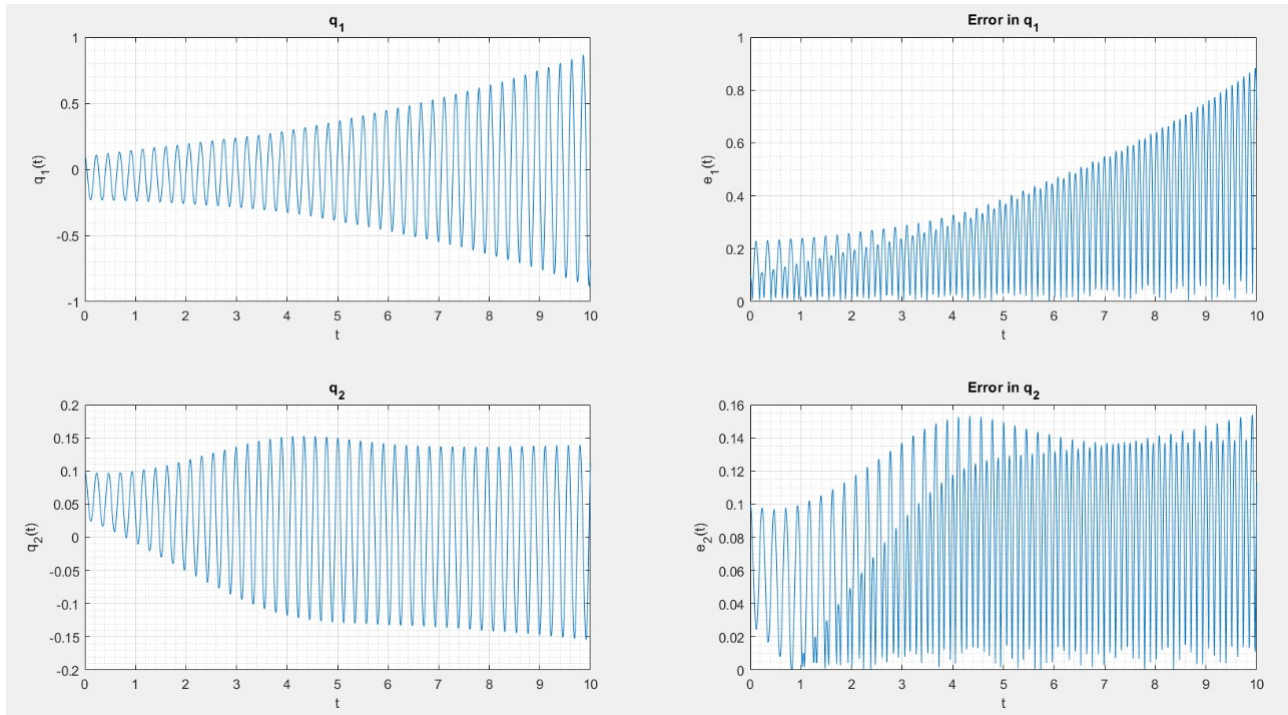 q1
1
0.5
0
-0.5
-1
q1(t)
0 1 2 3 4 5 6 7 8 9 10
t
Error in q1
1
0.8
0.6
0.4
0.2
0
e1(t)
0 1 2 3 4 5 6 7 8 9 10
t
q2
0.2
0.15
0.1
0.05
0
-0.05
-0.1
-0.15
-0.2
q2(t)
0 1 2 3 4 5 6 7 8 9 10
t
Error in q2
0.16
0.14
0.12
0.1
0.08
0.06
0.04
0.02
0
e2(t)
0 1 2 3 4 5 6 7 8 9 10
t